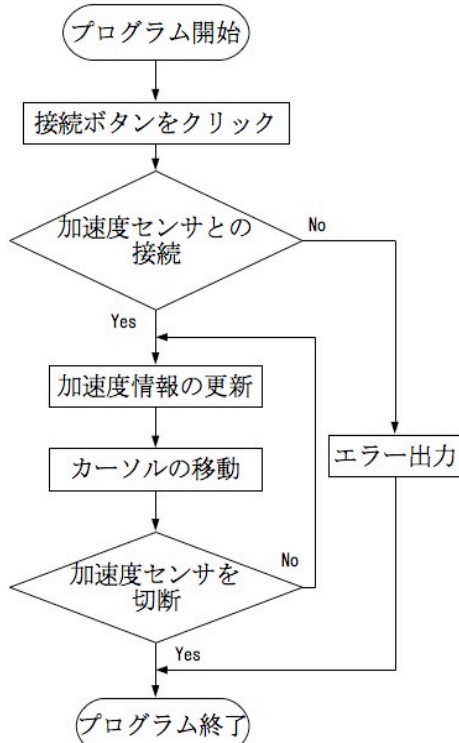 プログラム開始
接続ボタンをクリック
加速度センサとの
接続
No
Yes
加速度情報の更新
カーソルの移動
エラー出力
加速度センサを
切断
No
Yes
プログラム終了